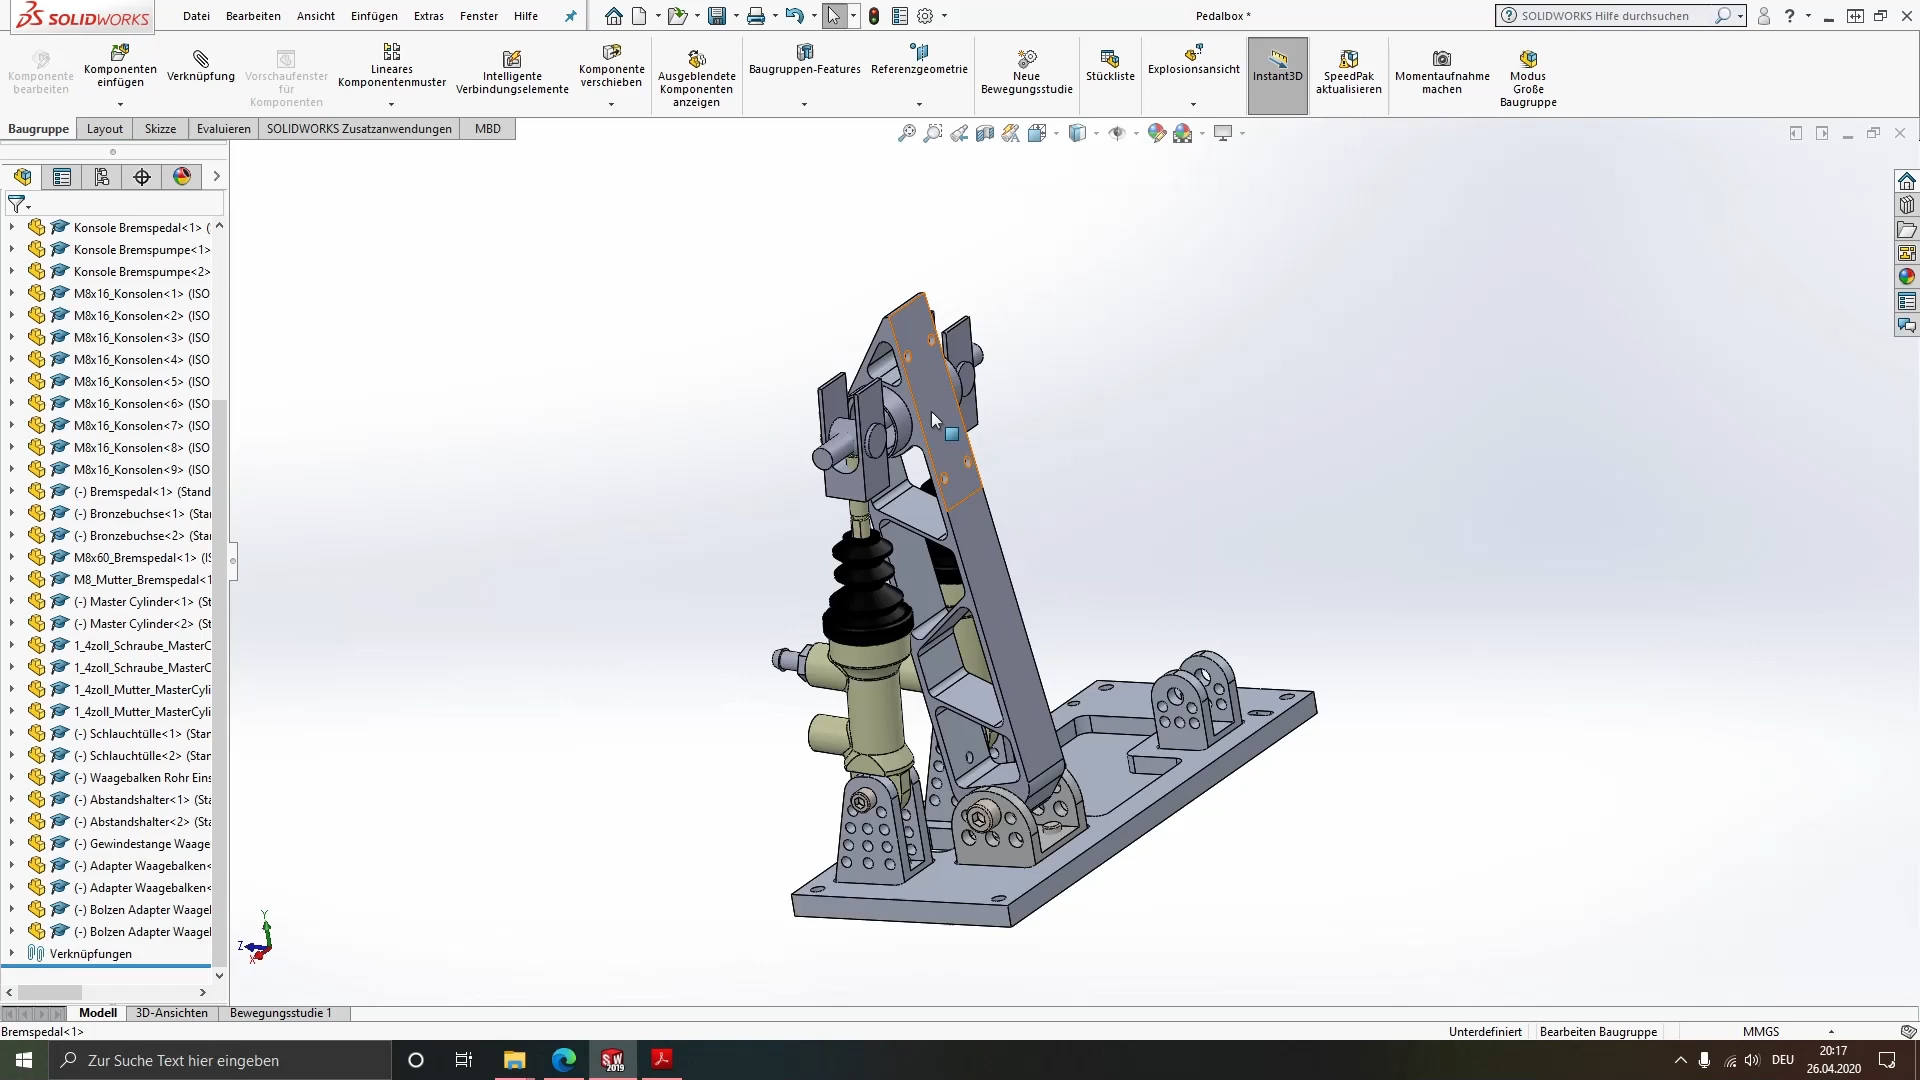 SOLIDWORKS
Datei Bearbeiten Ansicht Einfügen Extras Fenster Hilfe
Pedalbox *
SOLIDWORKS Hilfe durchsuchen
Komponente bearbeiten
Komponenten einfügen
Verknüpfung
Vorschaufenster für Komponenten
Lineares Komponentenmuster
Intelligente Verbindungselemente
Komponente verschieben
Ausgeblendete Komponenten anzeigen
Baugruppen-Features
Referenzgeometrie
Neue Bewegungsstudie
Stückliste
Explosionsansicht
Instant3D
SpeedPak aktualisieren
Momentaufnahme machen
Modus Große Baugruppe
Baugruppe Layout Skizze Evaluieren SOLIDWORKS Zusatzanwendungen MBD
Konsole Bremspedal<1> (
Konsole Bremspumpe<1>
Konsole Bremspumpe<2>
M8x16_Konsolen<1> (ISO
M8x16_Konsolen<2> (ISO
M8x16_Konsolen<3> (ISO
M8x16_Konsolen<4> (ISO
M8x16_Konsolen<5> (ISO
M8x16_Konsolen<6> (ISO
M8x16_Konsolen<7> (ISO
M8x16_Konsolen<8> (ISO
M8x16_Konsolen<9> (ISO
(-) Bremspedal<1> (Stand
(-) Bronzebuchse<1> (Star
(-) Bronzebuchse<2> (Star
M8x60_Bremspedal<1> (IS
M8_Mutter_Bremspedal<1
(-) Master Cylinder<1> (St
(-) Master Cylinder<2> (St
1_4zoll_Schraube_MasterC
1_4zoll_Schraube_MasterC
1_4zoll_Mutter_MasterCyli
1_4zoll_Mutter_MasterCyli
(-) Schlauchtülle<1> (Star
(-) Schlauchtülle<2> (Star
(-) Waagebalken Rohr Eins
(-) Abstandshalter<1> (Sta
(-) Abstandshalter<2> (Sta
(-) Gewindestange Waage
(-) Adapter Waagebalken<
(-) Adapter Waagebalken<
(-) Bolzen Adapter Waagel
(-) Bolzen Adapter Waagel
Verknüpfungen
Y
Z
X
Modell 3D-Ansichten Bewegungsstudie 1
Bremspedal<1>
Unterdefiniert Bearbeiten Baugruppe MMGS
Zur Suche Text hier eingeben
SW 2019
DEU
20:17
26.04.2020